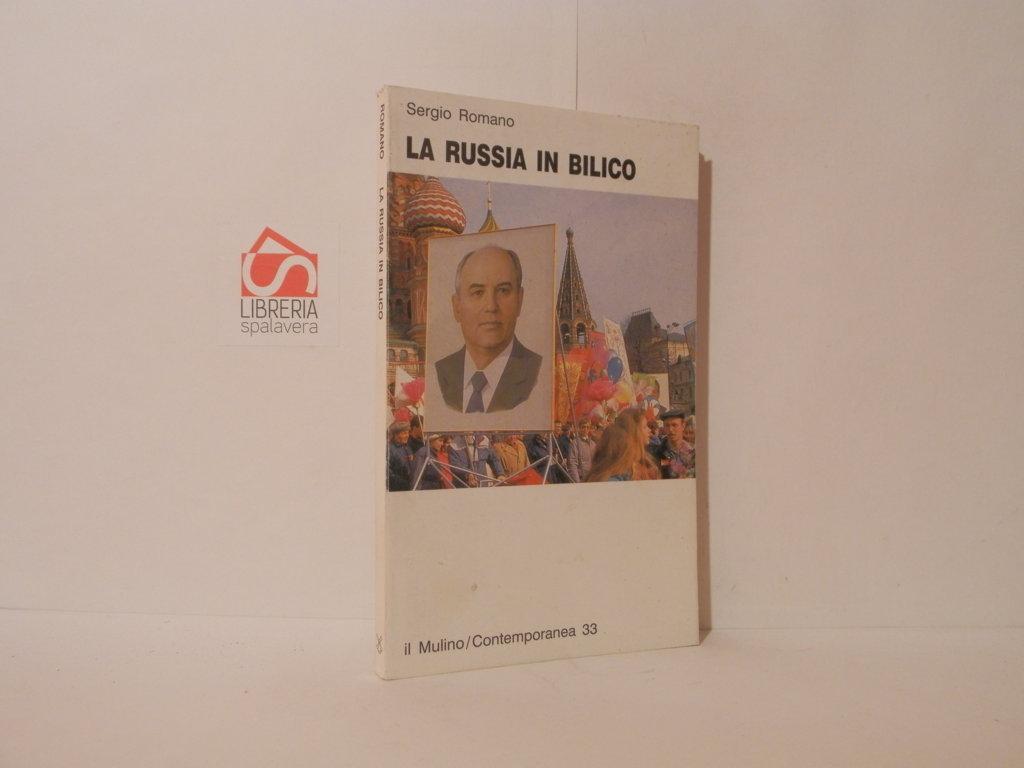 Sergio Romano
LA RUSSIA IN BILICO
il Mulino/Contemporanea 33
ROMANO LA RUSSIA IN BILICO
LIBRERIA
spalavera